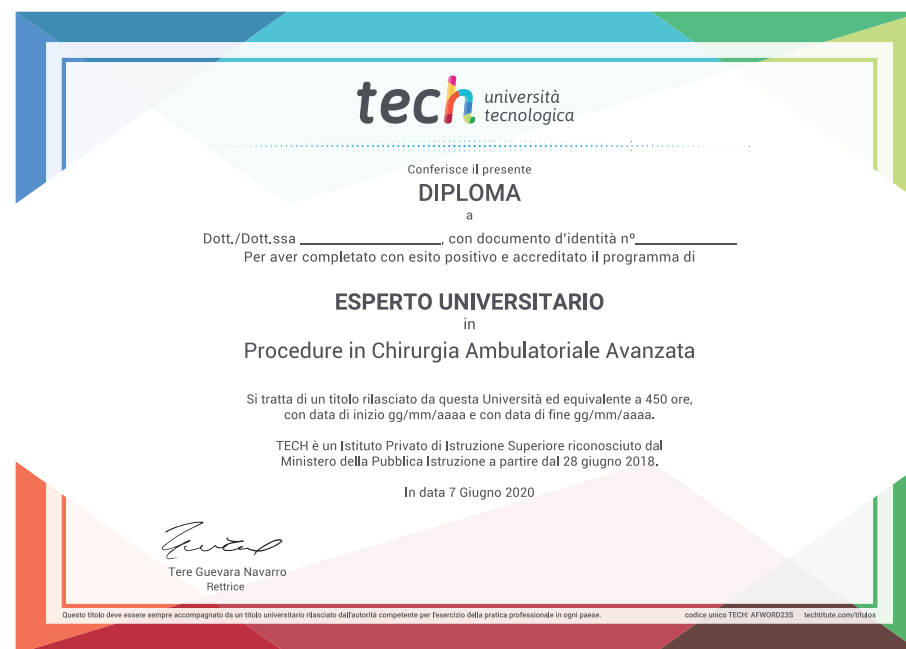 tech università
tecnologica
Conferisce il presente
DIPLOMA
a
Dott./Dott.ssa ____________________, con documento d'identità nº______________
Per aver completato con esito positivo e accreditato il programma di
ESPERTO UNIVERSITARIO
in
Procedure in Chirurgia Ambulatoriale Avanzata
Si tratta di un titolo rilasciato da questa Università ed equivalente a 450 ore,
con data di inizio gg/mm/aaaa e con data di fine gg/mm/aaaa.
TECH è un Istituto Privato di Istruzione Superiore riconosciuto dal
Ministero della Pubblica Istruzione a partire dal 28 giugno 2018.
In data 7 Giugno 2020
Tere Guevara Navarro
Rettrice
Questo titolo deve essere sempre accompagnato da un titolo universitario rilasciato dall'autorità competente per l'esercizio della pratica professionale in ogni paese. codice unico TECH: AFWORD23S techtitute.com/titulos